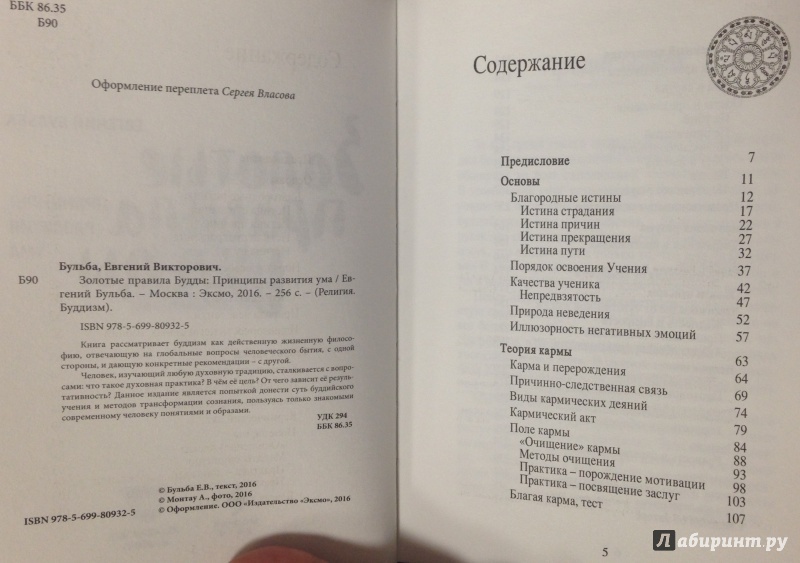 ББК 86.35
Б90
Оформление переплета Сергея Власова
Бульба, Евгений Викторович.
Б90 Золотые правила Будды: Принципы развития ума / Ев-
гений Бульба. – Москва : Эксмо, 2016. – 256 с. – (Религия.
Буддизм).
ISBN 978-5-699-80932-5
Книга рассматривает буддизм как действенную жизненную филосо-
фию, отвечающую на глобальные вопросы человеческого бытия, с одной
стороны, и дающую конкретные рекомендации – с другой.
Человек, изучающий любую духовную традицию, сталкивается с вопро-
сами: что такое духовная практика? В чём её цель? От чего зависит её резуль-
тативность? Данное издание является попыткой донести суть буддийского
учения и методов трансформации сознания, пользуясь только знакомыми
современному человеку понятиями и образами.
УДК 294
ББК 86.35
© Бульба Е.В., текст, 2016
© Монтау А., фото, 2016
© Оформление. ООО «Издательство «Эксмо», 2016
ISBN 978-5-699-80932-5
Содержание
Предисловие 7
Основы 11
Благородные истины 12
Истина страдания 17
Истина причин 22
Истина прекращения 27
Истина пути 32
Порядок освоения Учения 37
Качества ученика 42
Непредвзятость 47
Природа неведения 52
Иллюзорность негативных эмоций 57
Теория кармы 63
Карма и перерождения 64
Причинно-следственная связь 69
Виды кармических деяний 74
Кармический акт 79
Поле кармы 84
«Очищение» кармы 88
Методы очищения 93
Практика – порождение мотивации 98
Практика – посвящение заслуг 103
Благая карма, тест 107
5
Лабиринт.ру